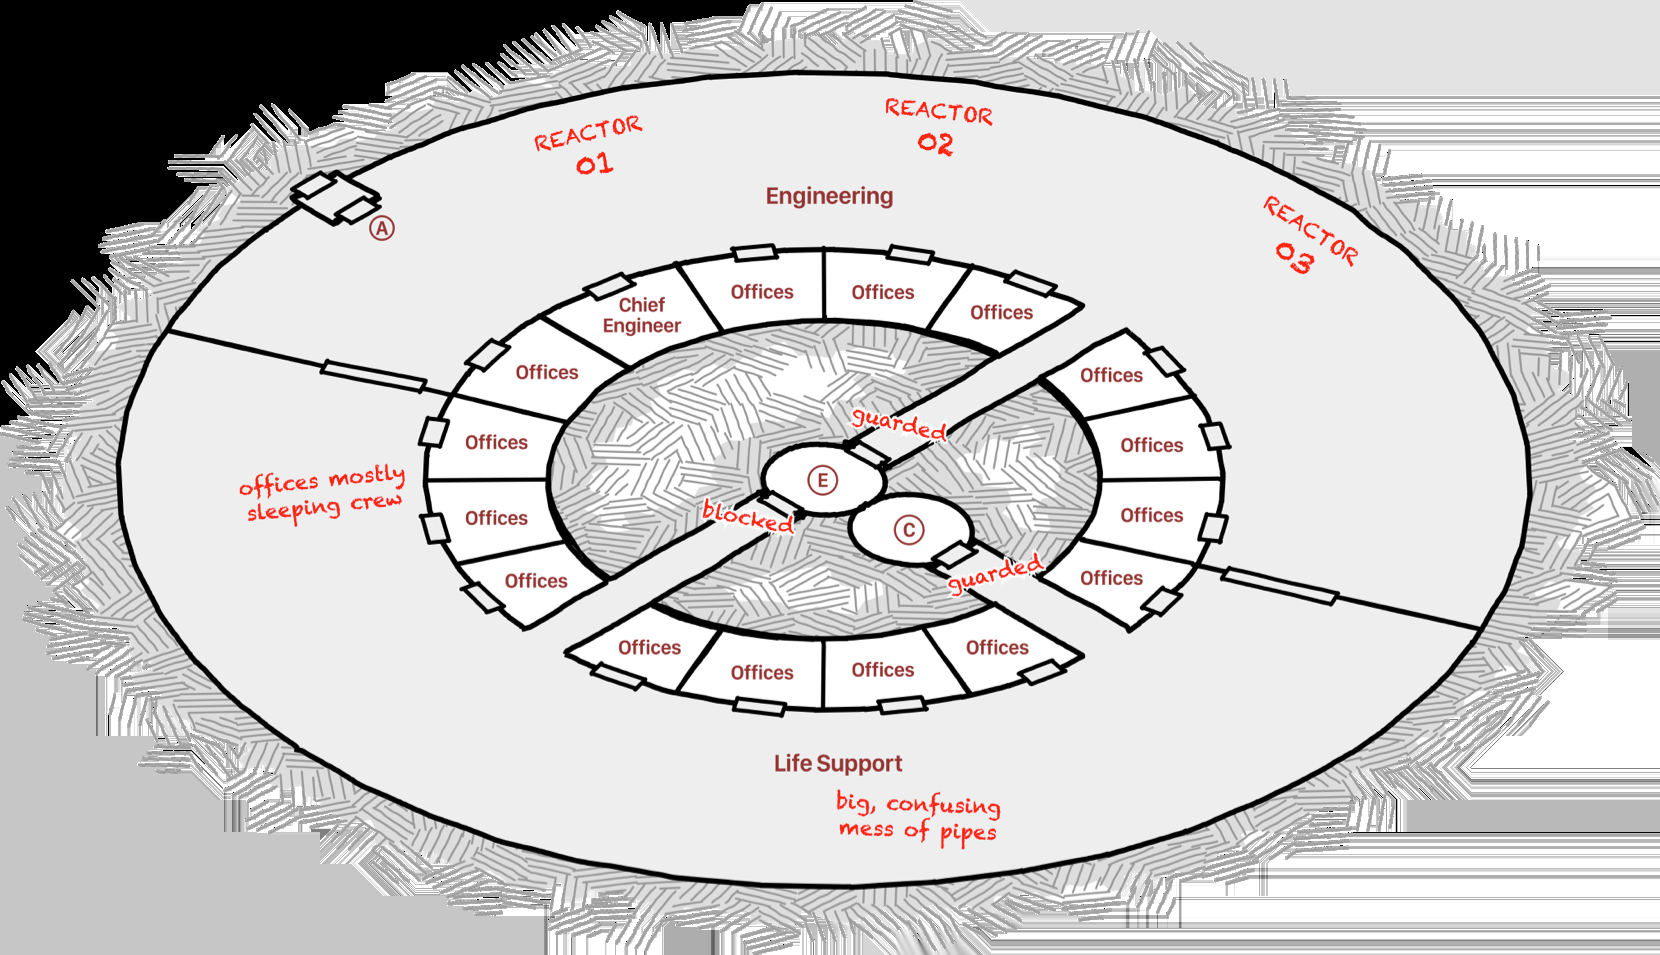 REACTOR
01
REACTOR
02
Engineering
REACTOR
03
A
Chief
Engineer
Offices
Offices
Offices
Offices
Offices
Offices
Offices
Offices
Offices
Offices
Offices
Offices
guarded
E
blocked
C
guarded
offices mostly
sleeping crew
Offices
Offices
Offices
Offices
Life Support
big, confusing
mess of pipes